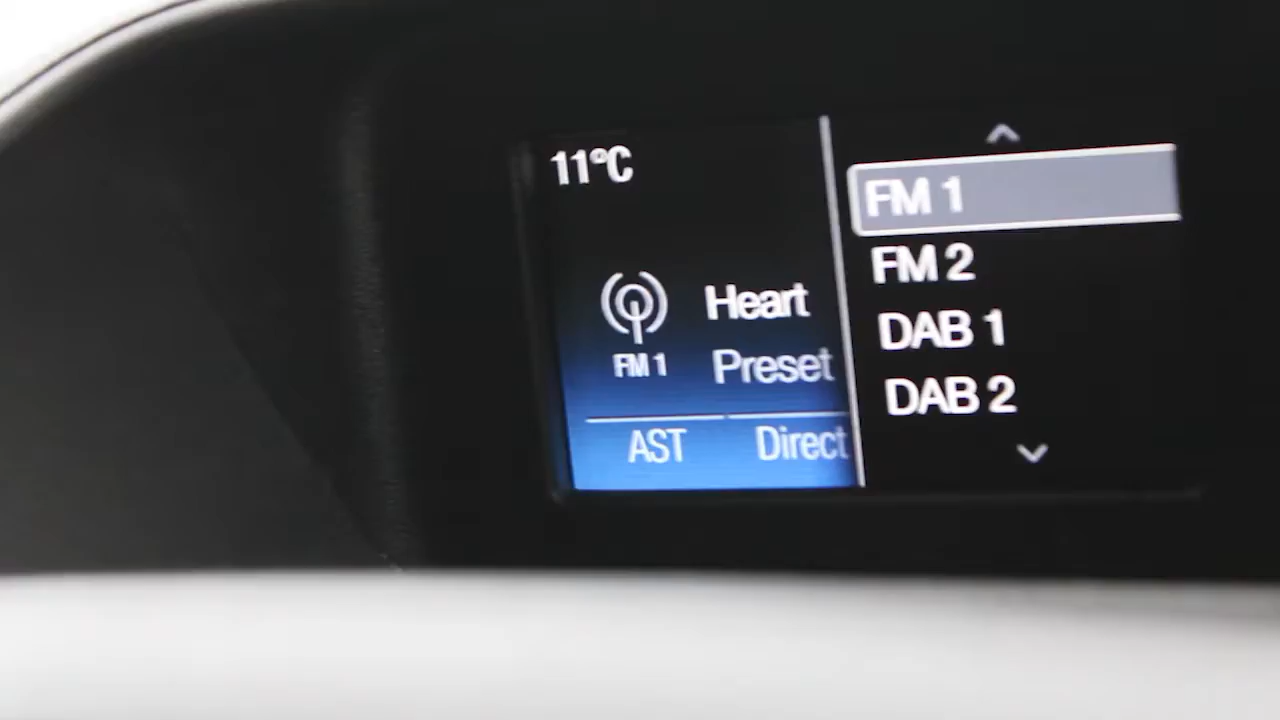 11°C
Heart
FM 1
Preset
AST
Direct
FM 1
FM 2
DAB 1
DAB 2